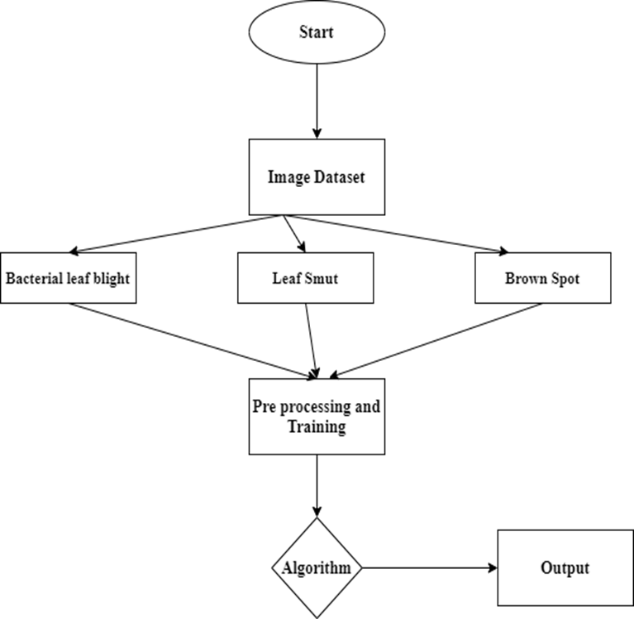 Start
Image Dataset
Bacterial leaf blight
Leaf Smut
Brown Spot
Pre processing and
Training
Algorithm
Output